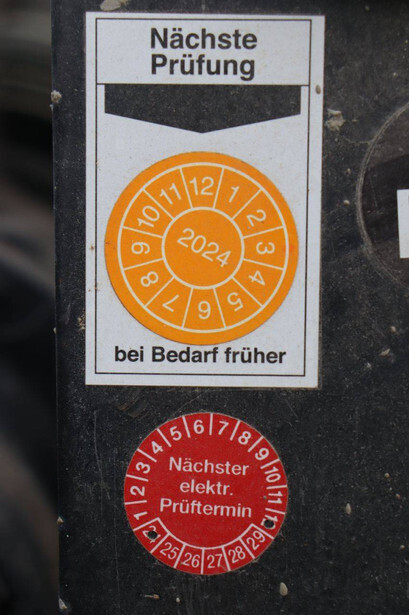 Nächste
Prüfung
1 2 3 4 5 6 7 8 9 10 11 12
2024
bei Bedarf früher
1 2 3 4 5 6 7 8 9 10 11
Nächster
elektr.
Prüftermin
25 26 27 28 29